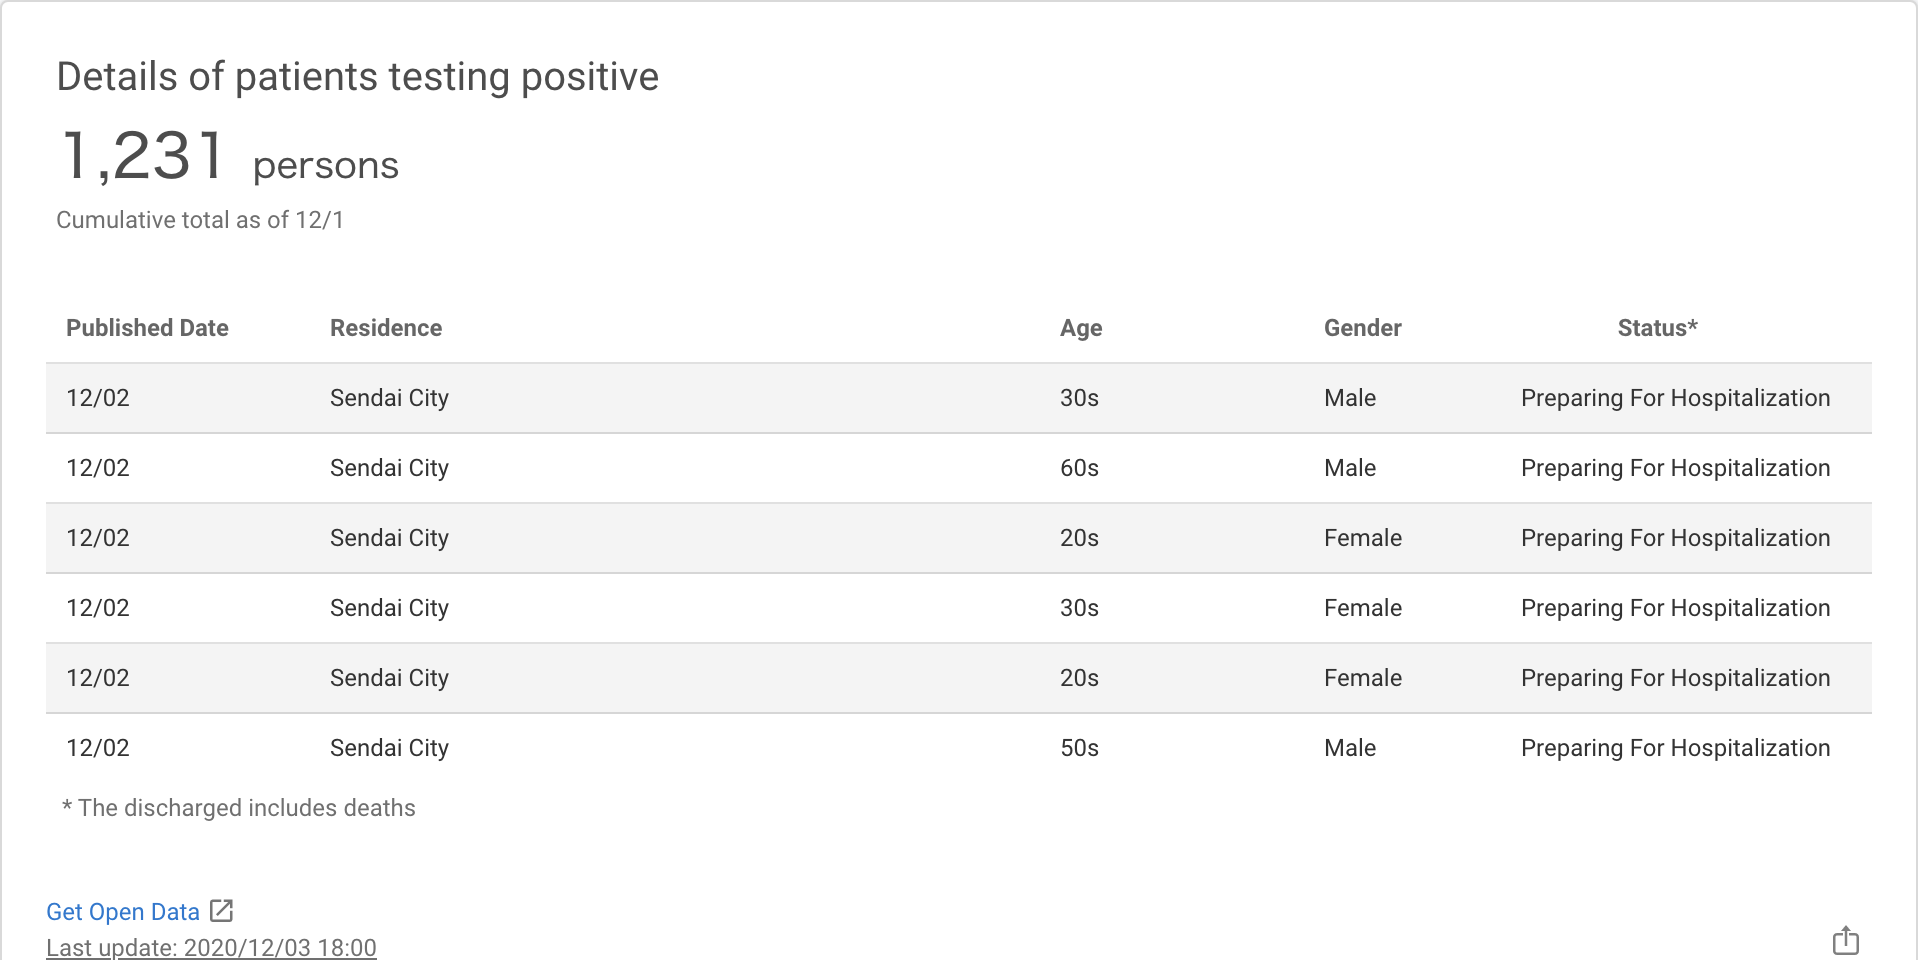 Details of patients testing positive
1,231 persons
Cumulative total as of 12/1
Published Date Residence Age Gender Status*
12/02 Sendai City 30s Male Preparing For Hospitalization
12/02 Sendai City 60s Male Preparing For Hospitalization
12/02 Sendai City 20s Female Preparing For Hospitalization
12/02 Sendai City 30s Female Preparing For Hospitalization
12/02 Sendai City 20s Female Preparing For Hospitalization
12/02 Sendai City 50s Male Preparing For Hospitalization
* The discharged includes deaths
Get Open Data
Last update: 2020/12/03 18:00